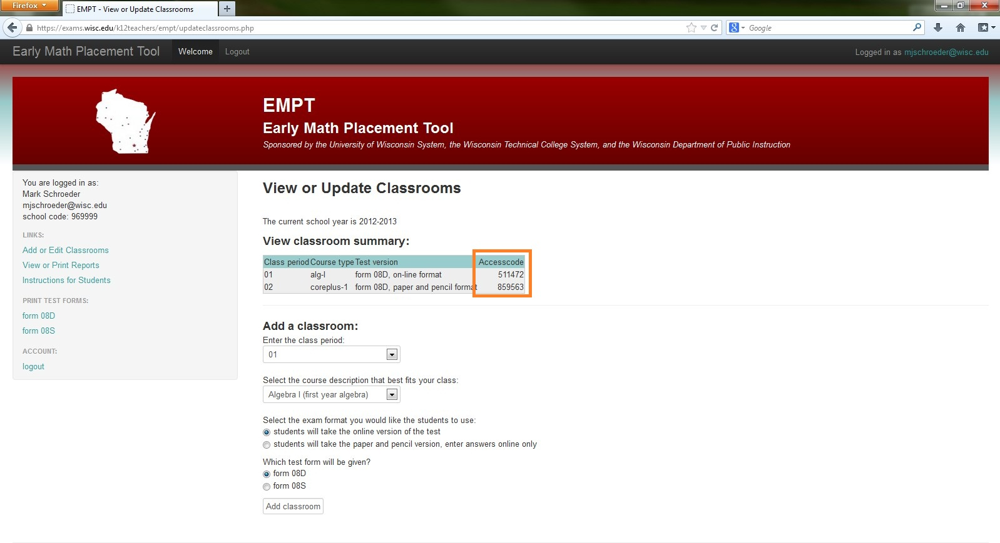 Firefox
EMPT - View or Update Classrooms
https://exams.wisc.edu/k12teachers/empt/updateclassrooms.php
Google
Early Math Placement Tool Welcome Logout Logged in as mjschroeder@wisc.edu
EMPT
Early Math Placement Tool
Sponsored by the University of Wisconsin System, the Wisconsin Technical College System, and the Wisconsin Department of Public Instruction
You are logged in as:
Mark Schroeder
mjschroeder@wisc.edu
school code: 969999
LINKS:
Add or Edit Classrooms
View or Print Reports
Instructions for Students
PRINT TEST FORMS:
form 08D
form 08S
ACCOUNT:
logout
View or Update Classrooms
The current school year is 2012-2013
View classroom summary:
Class period Course type Test version Accesscode
01 alg-I form 08D, on-line format 511472
02 coreplus-1 form 08D, paper and pencil format 859563
Add a classroom:
Enter the class period:
01
Select the course description that best fits your class:
Algebra I (first year algebra)
Select the exam format you would like the students to use:
students will take the online version of the test
students will take the paper and pencil version, enter answers online only
Which test form will be given?
form 08D
form 08S
Add classroom